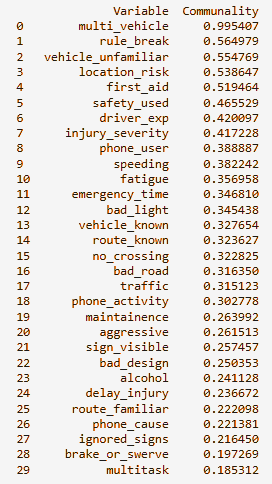 Variable Communality
0 multi_vehicle 0.995407
1 rule_break 0.564979
2 vehicle_unfamiliar 0.554769
3 location_risk 0.538647
4 first_aid 0.519464
5 safety_used 0.465529
6 driver_exp 0.420097
7 injury_severity 0.417228
8 phone_user 0.388887
9 speeding 0.382242
10 fatigue 0.356958
11 emergency_time 0.346810
12 bad_light 0.345438
13 vehicle_known 0.327654
14 route_known 0.323627
15 no_crossing 0.322825
16 bad_road 0.316350
17 traffic 0.315123
18 phone_activity 0.302778
19 maintainence 0.263992
20 aggressive 0.261513
21 sign_visible 0.257457
22 bad_design 0.250353
23 alcohol 0.241128
24 delay_injury 0.236672
25 route_familiar 0.222098
26 phone_cause 0.221381
27 ignored_signs 0.216450
28 brake_or_swerve 0.197269
29 multitask 0.185312